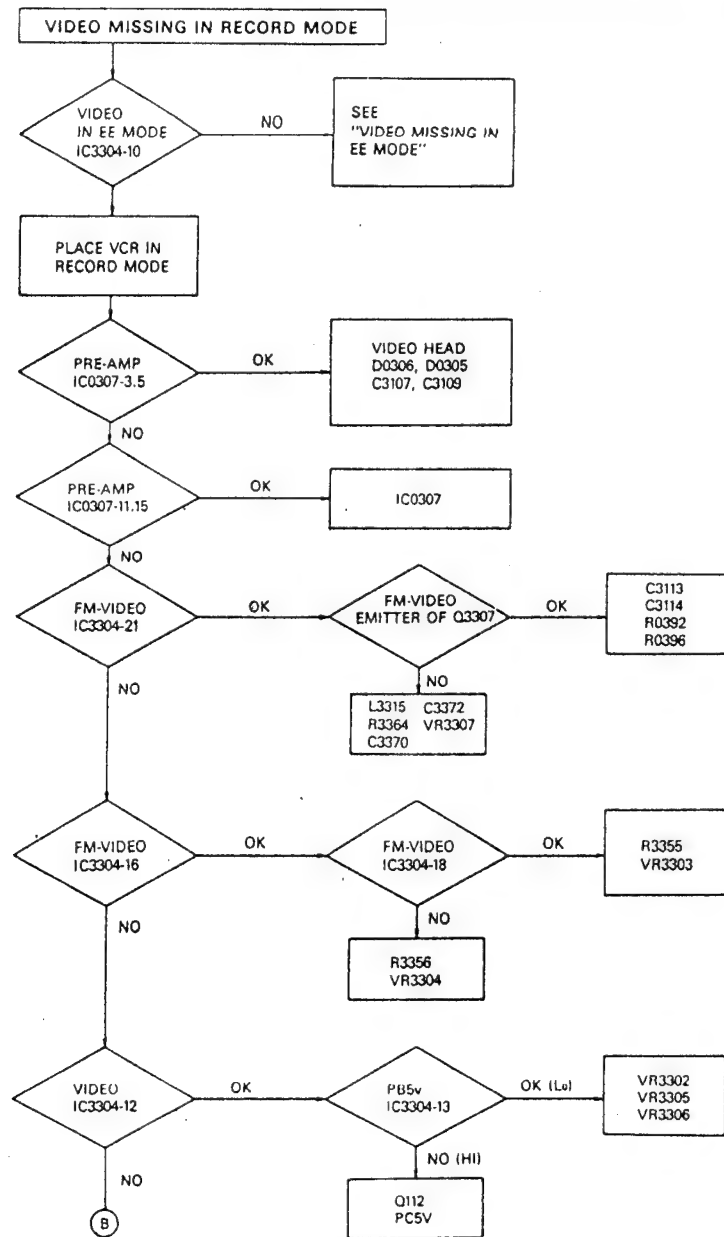 VIDEO MISSING IN RECORD MODE
VIDEO
IN EE MODE
IC3304-10
NO
SEE
"VIDEO MISSING IN
EE MODE"
PLACE VCR IN
RECORD MODE
PRE-AMP
IC0307-3.5
OK
VIDEO HEAD
D0306, D0305
C3107, C3109
NO
PRE-AMP
IC0307-11.15
OK
IC0307
NO
FM-VIDEO
IC3304-21
OK
FM-VIDEO
EMITTER OF Q3307
OK
C3113
C3114
R0392
R0396
NO
NO
L3315 C3372
R3364 VR3307
C3370
FM-VIDEO
IC3304-16
OK
FM-VIDEO
IC3304-18
OK
R3355
VR3303
NO
NO
R3356
VR3304
VIDEO
IC3304-12
OK
PB5v
IC3304-13
OK (Lo)
VR3302
VR3305
VR3306
NO
NO (HI)
Q112
PC5V
B